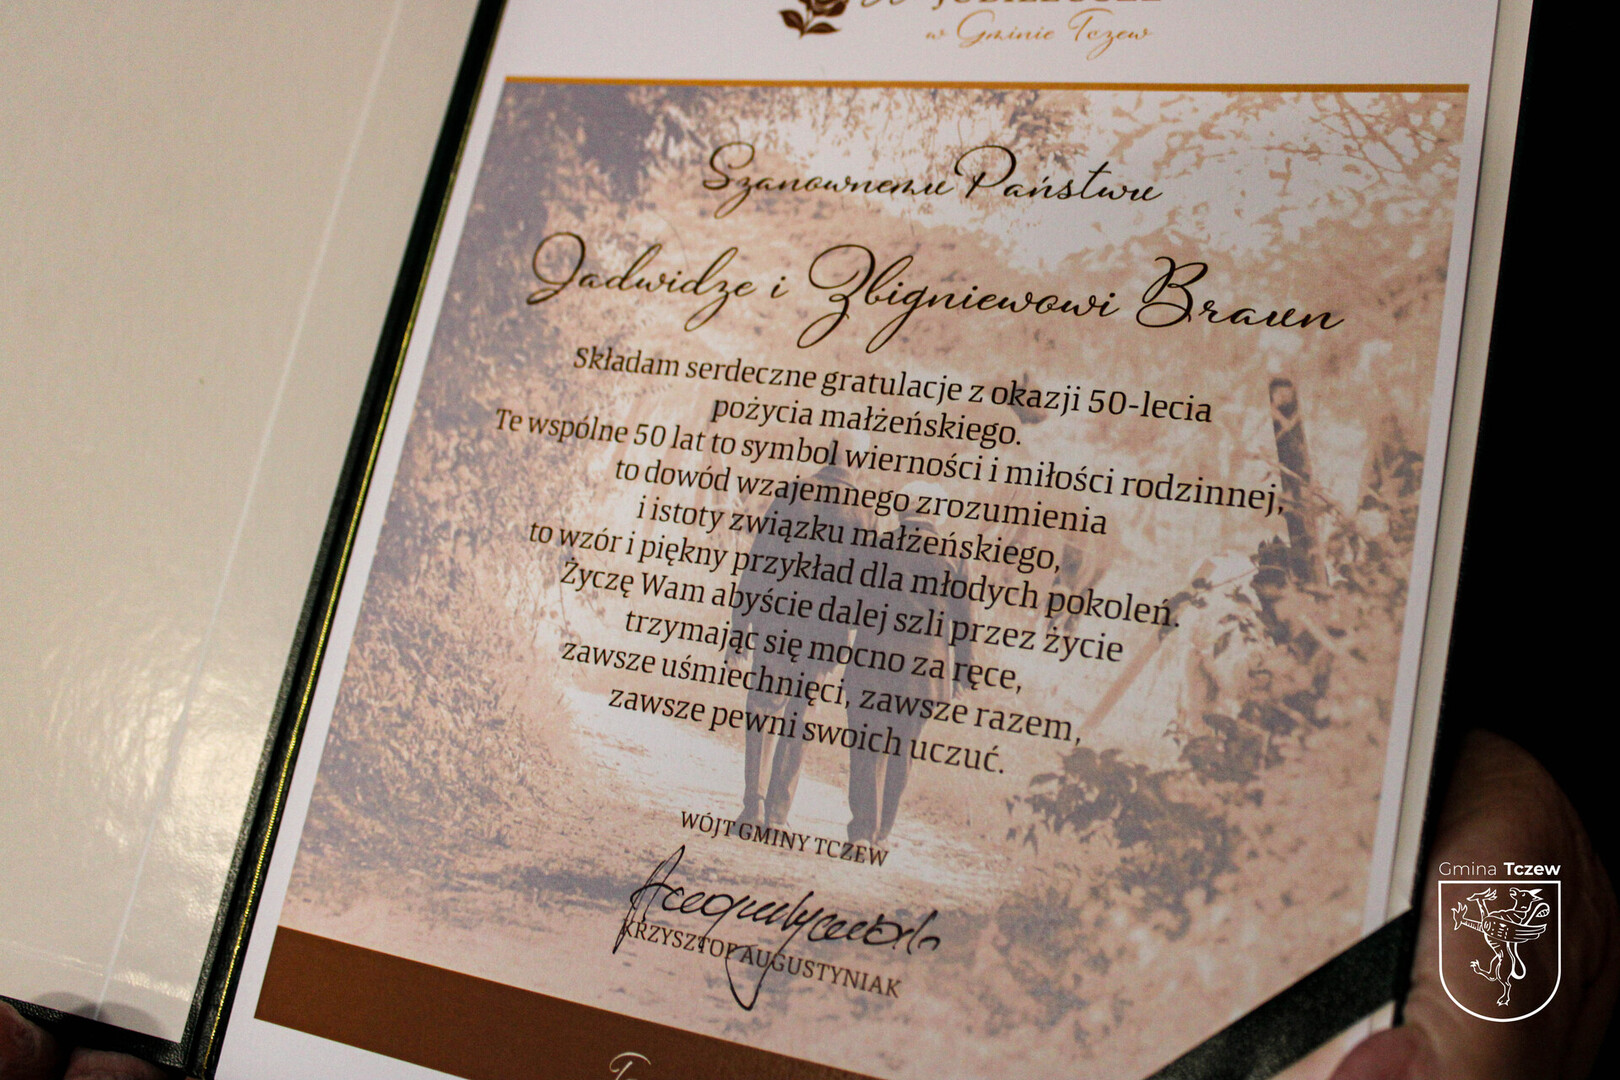 w Gminie Tczew
Szanownemu Państwu
Jadwidze i Zbigniewowi Braun
Składam serdeczne gratulacje z okazji 50-lecia
pożycia małżeńskiego.
Te wspólne 50 lat to symbol wierności i miłości rodzinnej,
to dowód wzajemnego zrozumienia
i istoty związku małżeńskiego,
to wzór i piękny przykład dla młodych pokoleń.
Życzę Wam abyście dalej szli przez życie
trzymając się mocno za ręce,
zawsze uśmiechnięci, zawsze razem,
zawsze pewni swoich uczuć.
WÓJT GMINY TCZEW
KRZYSZTOF AUGUSTYNIAK
Gmina Tczew